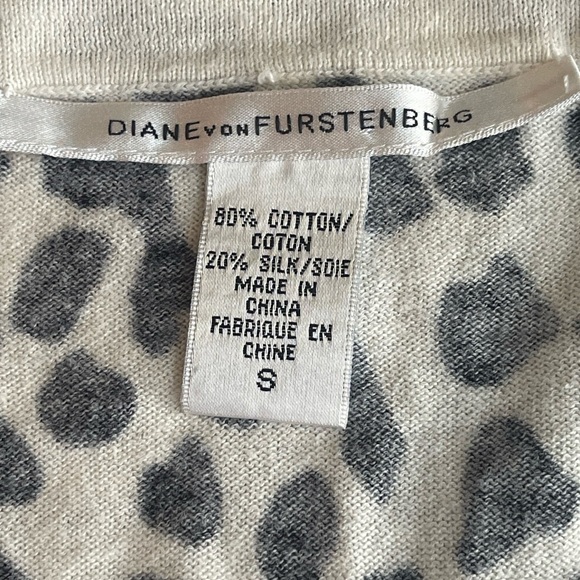 DIANE VON FURSTENBERG
80% COTTON/
COTON
20% SILK/SOIE
MADE IN
CHINA
FABRIQUE EN
CHINE
S